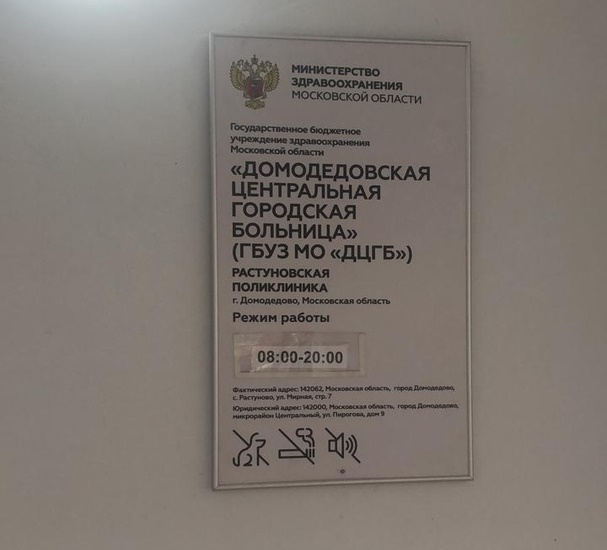 МИНИСТЕРСТВО
ЗДРАВООХРАНЕНИЯ
МОСКОВСКОЙ ОБЛАСТИ
Государственное бюджетное
учреждение здравоохранения
Московской области
«ДОМОДЕДОВСКАЯ
ЦЕНТРАЛЬНАЯ
ГОРОДСКАЯ
БОЛЬНИЦА»
(ГБУЗ МО «ДЦГБ»)
РАСТУНОВСКАЯ
ПОЛИКЛИНИКА
г. Домодедово, Московская область
Режим работы
08:00-20:00
Фактический адрес: 142062, Московская область, город Домодедово,
с. Растуново, ул. Мирная, стр. 7
Юридический адрес: 142000, Московская область, город Домодедово,
микрорайон Центральный, ул. Пирогова, дом 9